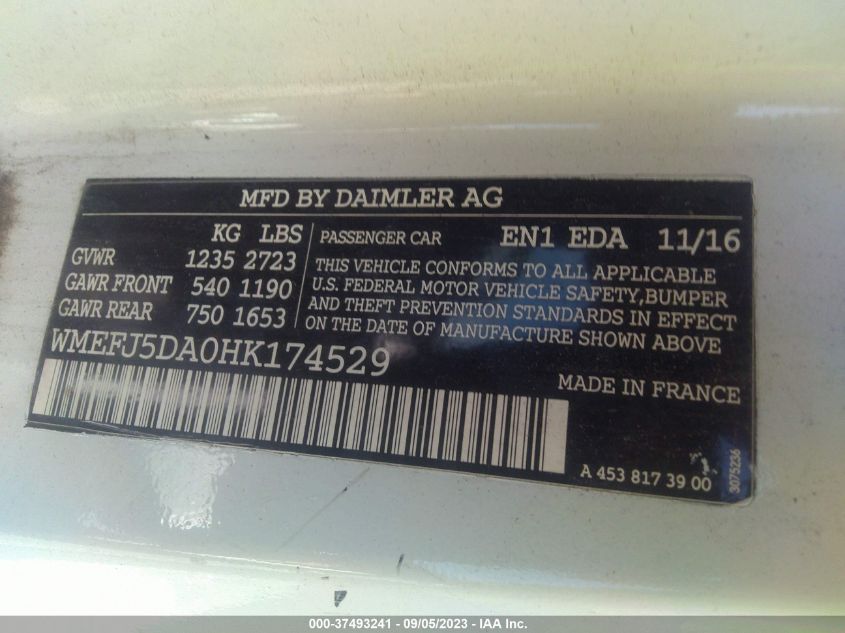 MFD BY DAIMLER AG
KG LBS
GVWR 1235 2723
GAWR FRONT 540 1190
GAWR REAR 750 1653
PASSENGER CAR EN1 EDA 11/16
THIS VEHICLE CONFORMS TO ALL APPLICABLE
U.S. FEDERAL MOTOR VEHICLE SAFETY,BUMPER
AND THEFT PREVENTION STANDARDS IN EFFECT
ON THE DATE OF MANUFACTURE SHOWN ABOVE
WMEFJ5DA0HK174529
MADE IN FRANCE
A 453 817 39 00
3075236
000-37493241 - 09/05/2023 - IAA Inc.